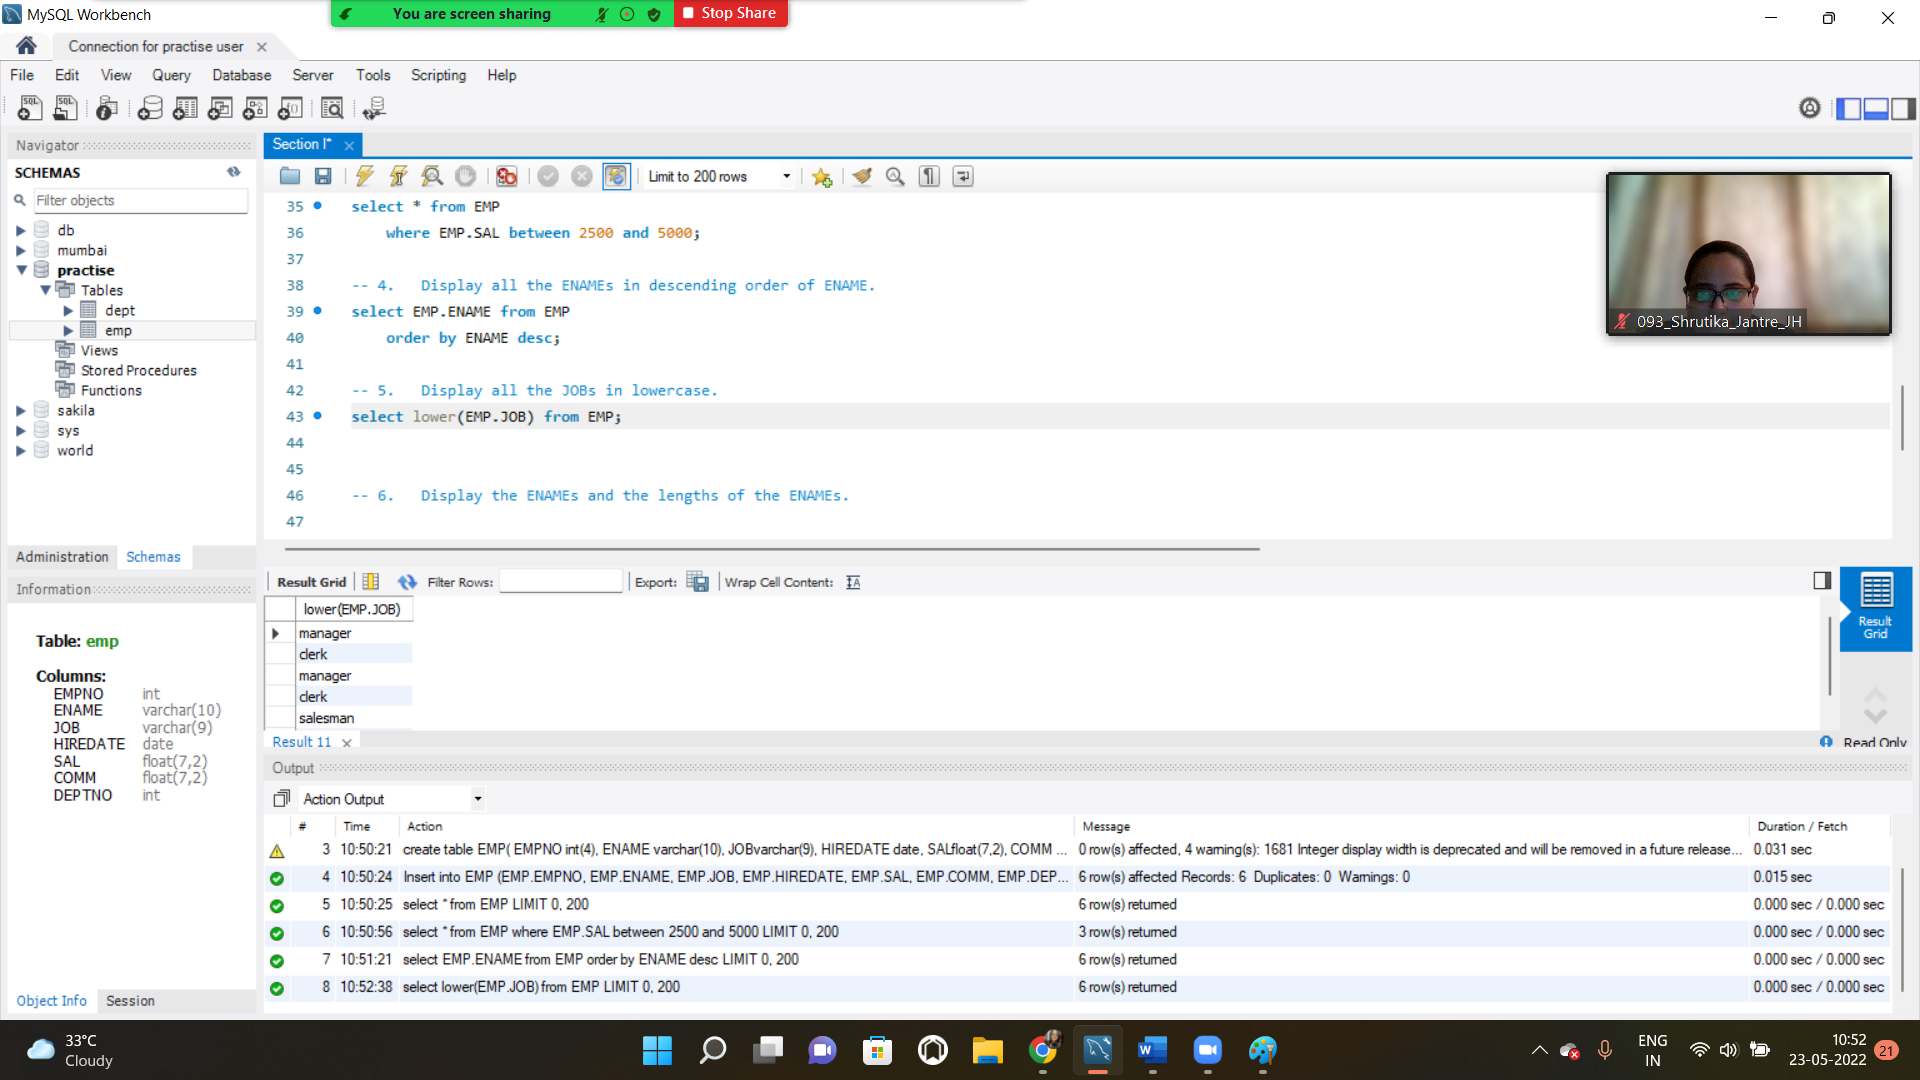 MySQL Workbench
You are screen sharing
Stop Share
Connection for practise user
File Edit View Query Database Server Tools Scripting Help
Navigator
Section I*
SCHEMAS
Limit to 200 rows
Filter objects
db
mumbai
practise
Tables
dept
emp
Views
Stored Procedures
Functions
sakila
sys
world
35 select * from EMP
36 where EMP.SAL between 2500 and 5000;
37
38 -- 4. Display all the ENAMEs in descending order of ENAME.
39 select EMP.ENAME from EMP
40 order by ENAME desc;
41
42 -- 5. Display all the JOBs in lowercase.
43 select lower(EMP.JOB) from EMP;
44
45
46 -- 6. Display the ENAMEs and the lengths of the ENAMEs.
47
093_Shrutika_Jantre_JH
Administration Schemas
Information
Table: emp
Columns:
EMPNO int
ENAME varchar(10)
JOB varchar(9)
HIREDATE date
SAL float(7,2)
COMM float(7,2)
DEPTNO int
Object Info Session
Result Grid Filter Rows: Export: Wrap Cell Content:
lower(EMP.JOB)
manager
clerk
manager
clerk
salesman
Result
Grid
Result 11
Read Only
Output
Action Output
# Time Action Message Duration / Fetch
3 10:50:21 create table EMP( EMPNO int(4), ENAME varchar(10), JOBvarchar(9), HIREDATE date, SALfloat(7,2), COMM ... 0 row(s) affected, 4 warning(s): 1681 Integer display width is deprecated and will be removed in a future release... 0.031 sec
4 10:50:24 Insert into EMP (EMP.EMPNO, EMP.ENAME, EMP.JOB, EMP.HIREDATE, EMP.SAL, EMP.COMM, EMP.DEP... 6 row(s) affected Records: 6 Duplicates: 0 Warnings: 0 0.015 sec
5 10:50:25 select * from EMP LIMIT 0, 200 6 row(s) returned 0.000 sec / 0.000 sec
6 10:50:56 select * from EMP where EMP.SAL between 2500 and 5000 LIMIT 0, 200 3 row(s) returned 0.000 sec / 0.000 sec
7 10:51:21 select EMP.ENAME from EMP order by ENAME desc LIMIT 0, 200 6 row(s) returned 0.000 sec / 0.000 sec
8 10:52:38 select lower(EMP.JOB) from EMP LIMIT 0, 200 6 row(s) returned 0.000 sec / 0.000 sec
33°C
Cloudy
ENG
IN
10:52
23-05-2022
21